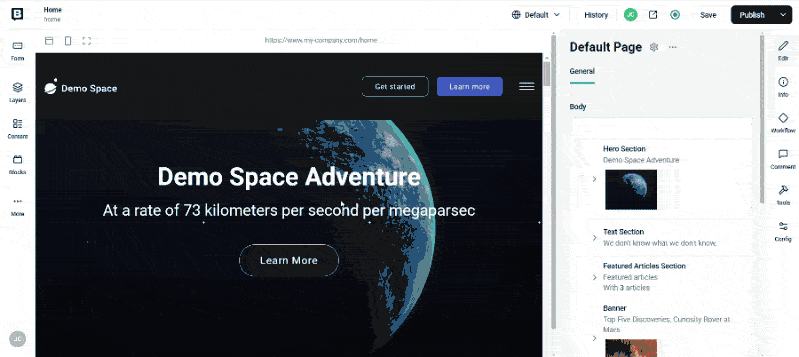 B
Home
home
Default
History
JC
Save
Publish
https://www.my-company.com/home
Form
Layers
Content
Blocks
More
JC
Demo Space
Get started
Learn more
Demo Space Adventure
At a rate of 73 kilometers per second per megaparsec
Learn More
Default Page
General
Body
Hero Section
Demo Space Adventure
Text Section
We don't know what we don't know.
Featured Articles Section
Featured articles
With 3 articles
Banner
Top Five Discoveries, Curiosity Rover at
Mars
Edit
Info
Workflow
Comment
Tools
Config